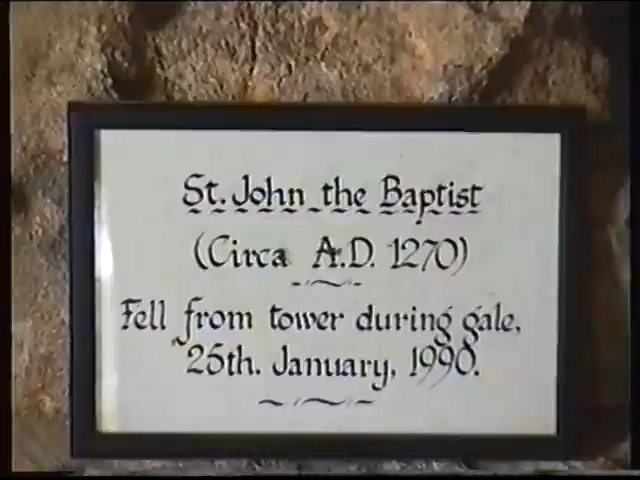 St. John the Baptist
(Circa A.D. 1270)
Fell from tower during gale,
25th. January, 1990.